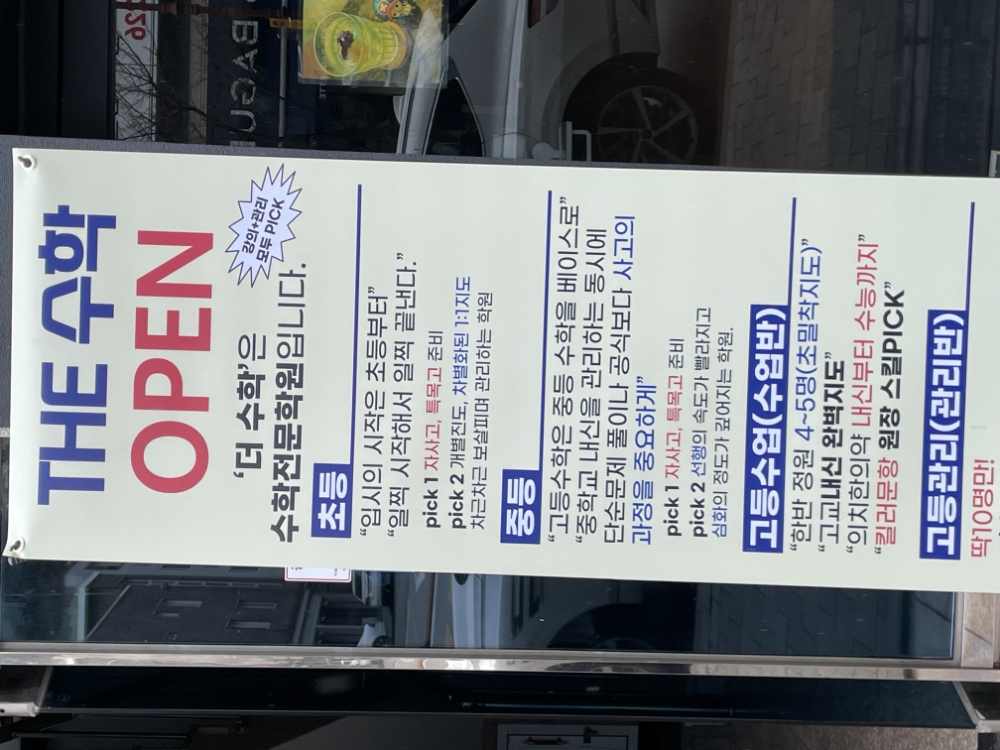 THE 수학
OPEN
강의+관리
모두 PICK
‘더 수학’은
수학전문학원입니다.
초등
“입시의 시작은 초등부터”
“일찍 시작해서 일찍 끝낸다.”
pick 1 자사고, 특목고 준비
pick 2 개별진도, 차별화된 1:1지도
차근차근 보살피며 관리하는 학원
중등
“고등수학은 중등 수학을 베이스로”
“중학교 내신을 관리하는 동시에
단순문제 풀이나 공식보다 사고의
과정을 중요하게”
pick 1 자사고, 특목고 준비
pick 2 선행의 속도가 빨라지고
심화의 정도가 깊어지는 학원.
고등수업(수업반)
“한반 정원 4~5명(초밀착지도)”
“고교내신 완벽지도”
“의치한의약 내신부터 수능까지”
“킬러문항 원장 스킬PICK”
고등관리(관리반)
딱10명만!
26
BAGU